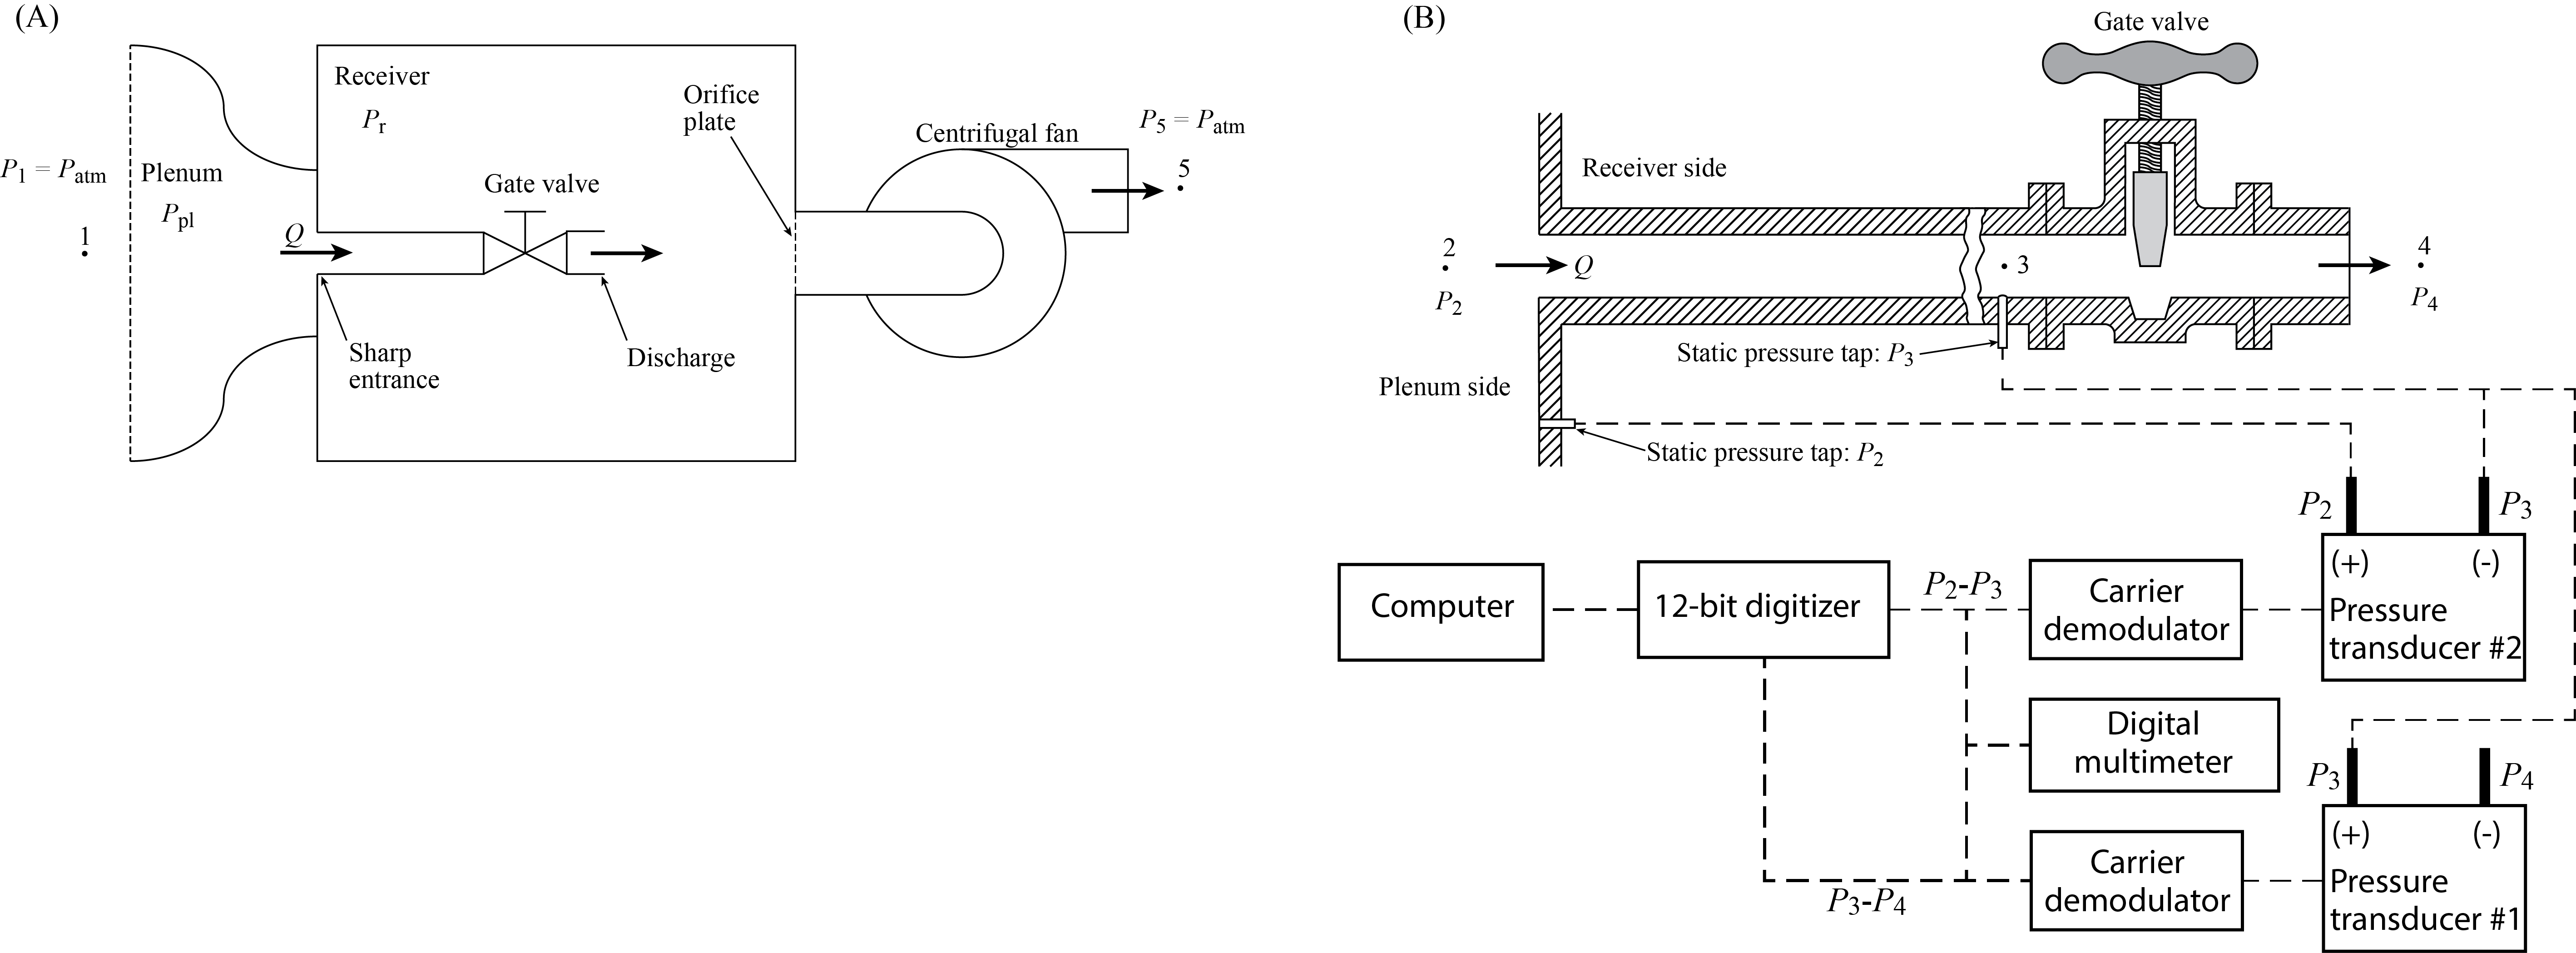 (A)
Receiver
Pr
Orifice
plate
Centrifugal fan
P5 = Patm
5
P1 = Patm
1
Plenum
Ppl
Gate valve
Q
Sharp
entrance
Discharge
(B)
Gate valve
Receiver side
2
P2
Q
3
4
P4
Static pressure tap: P3
Plenum side
Static pressure tap: P2
P2
P3
(+)
(-)
Pressure
transducer #2
Computer
12-bit digitizer
P2-P3
Carrier
demodulator
Digital
multimeter
P3
P4
(+)
(-)
Pressure
transducer #1
Carrier
demodulator
P3-P4